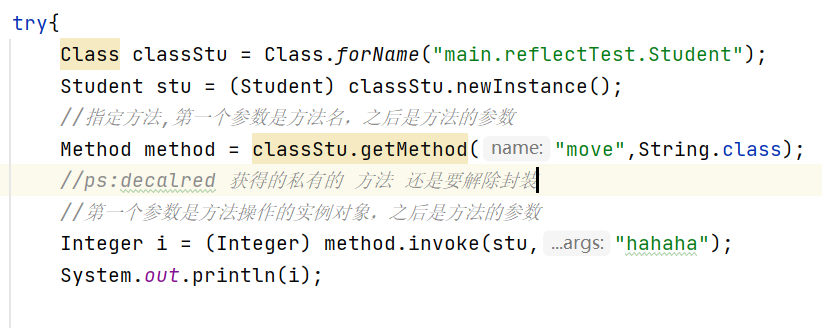 try{
Class classStu = Class.forName("main.reflectTest.Student");
Student stu = (Student) classStu.newInstance();
//指定方法,第一个参数是方法名，之后是方法的参数
Method method = classStu.getMethod( name: "move",String.class);
//ps:decalred 获得的私有的 方法 还是要解除封装
//第一个参数是方法操作的实例对象，之后是方法的参数
Integer i = (Integer) method.invoke(stu, ...args: "hahaha");
System.out.println(i);